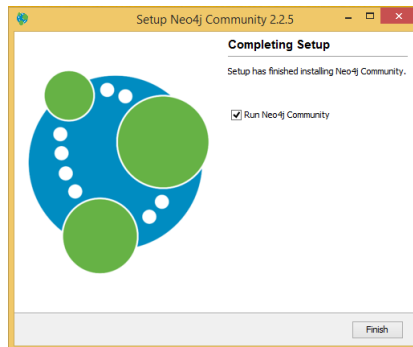 Setup Neo4j Community 2.2.5
Completing Setup
Setup has finished installing Neo4j Community.
Run Neo4j Community
Finish